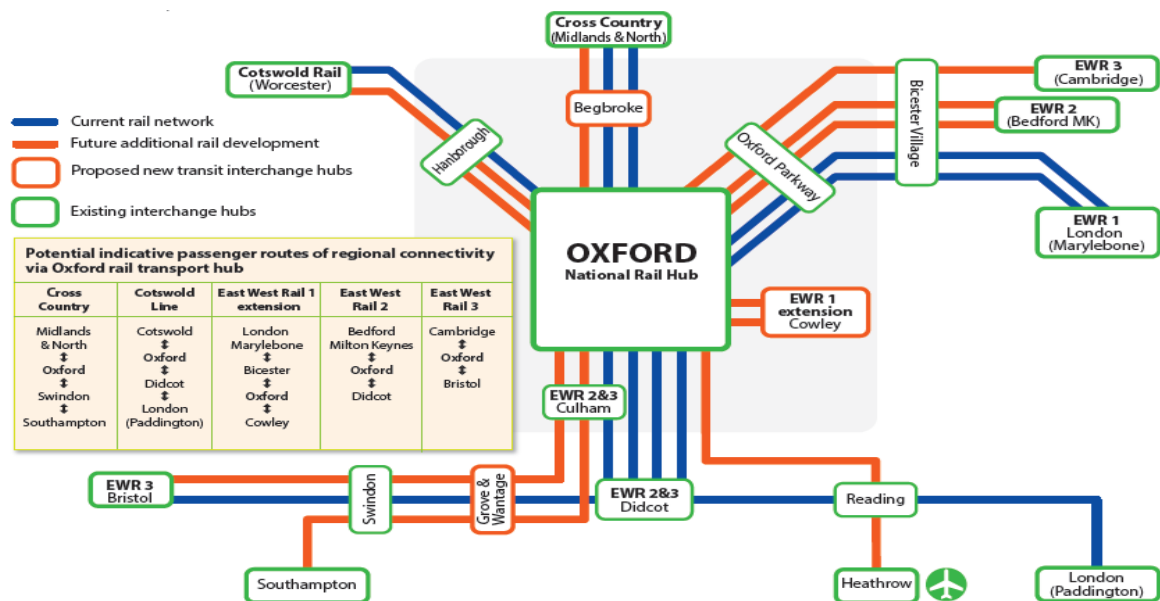 Cross Country
(Midlands & North)
Cotswold Rail
(Worcester)
EWR 3
(Cambridge)
Begbroke
Bicester Village
EWR 2
(Bedford MK)
Current rail network
Future additional rail development
Proposed new transit interchange hubs
Existing interchange hubs
Hanborough
Oxford Parkway
EWR 1
London
(Marylebone)
OXFORD
National Rail Hub
Potential indicative passenger routes of regional connectivity
via Oxford rail transport hub
Cross
Country
Midlands
& North
↕
Oxford
↕
Swindon
↕
Southampton
Cotswold
Line
Cotswold
↕
Oxford
↕
Didcot
↕
London
(Paddington)
East West Rail 1
extension
London
Marylebone
↕
Bicester
↕
Oxford
↕
Cowley
East West
Rail 2
Bedford
Milton Keynes
↕
Oxford
↕
Didcot
East West
Rail 3
Cambridge
↕
Oxford
↕
Bristol
EWR 1
extension
Cowley
EWR 2&3
Culham
EWR 3
Bristol
Swindon
Grove &
Wantage
EWR 2&3
Didcot
Reading
Southampton
Heathrow
London
(Paddington)